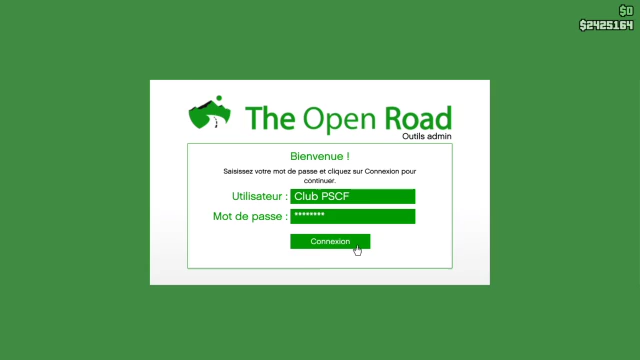 $0
$2425164
The Open Road
Outils admin
Bienvenue !
Saisissez votre mot de passe et cliquez sur Connexion pour
continuer.
Utilisateur : Club PSCF
Mot de passe : ********
Connexion